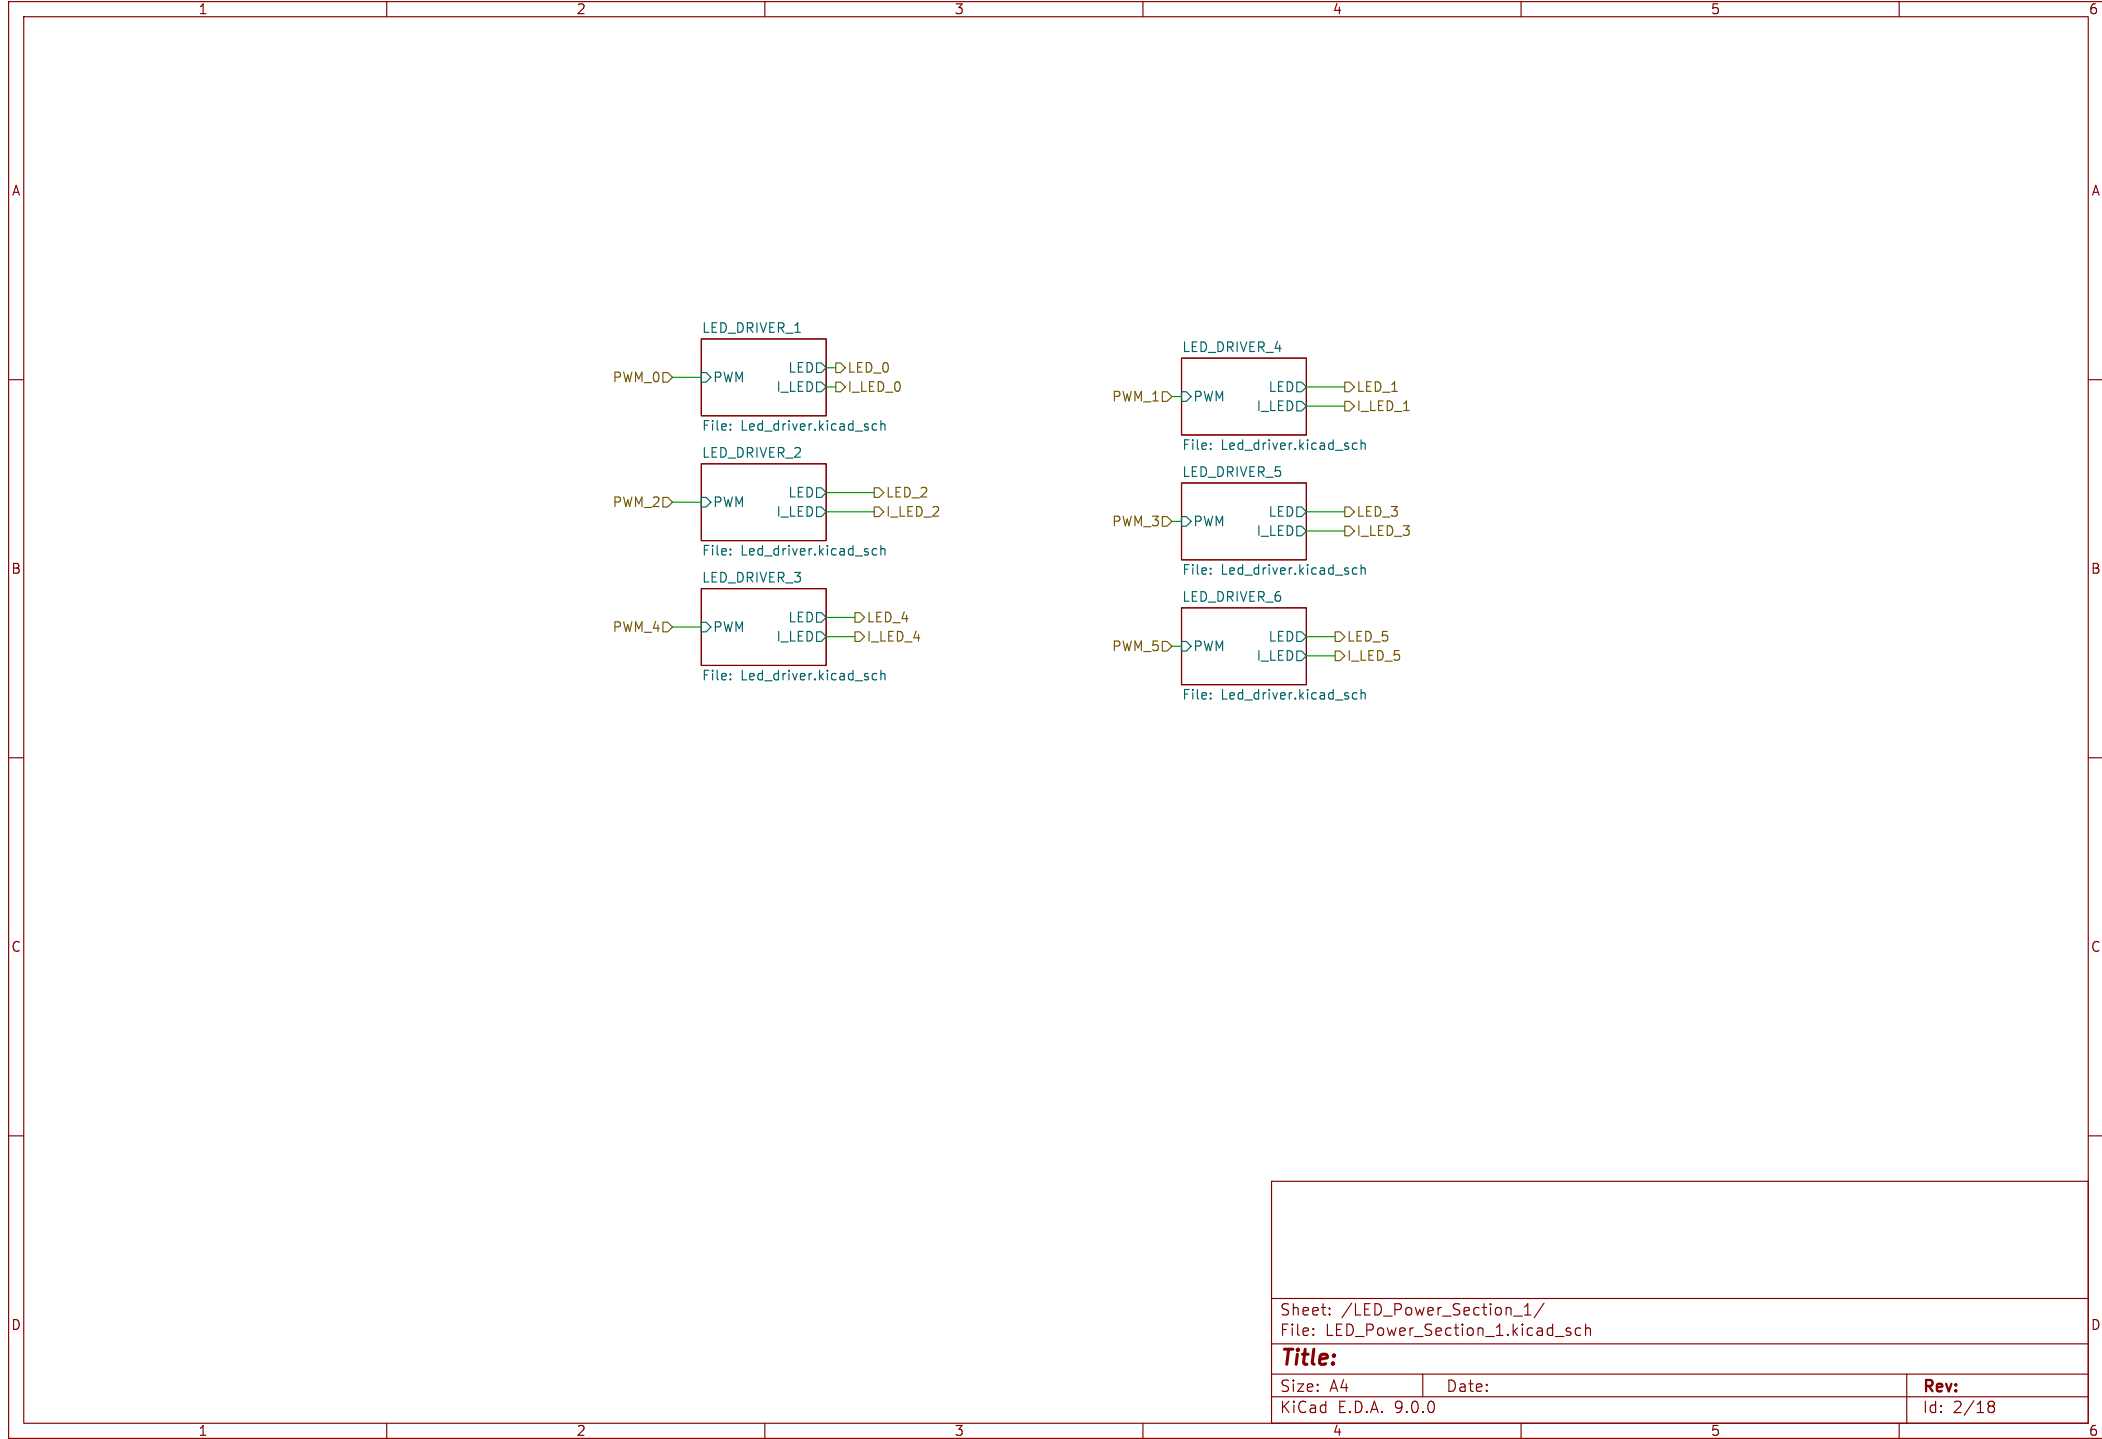 1 2 3 4 5 6
A A
LED_DRIVER_1
PWM_0 PWM LED LED_0
I_LED I_LED_0
File: Led_driver.kicad_sch
LED_DRIVER_2
PWM_2 PWM LED LED_2
I_LED I_LED_2
File: Led_driver.kicad_sch
LED_DRIVER_3
PWM_4 PWM LED LED_4
I_LED I_LED_4
File: Led_driver.kicad_sch
LED_DRIVER_4
PWM_1 PWM LED LED_1
I_LED I_LED_1
File: Led_driver.kicad_sch
LED_DRIVER_5
PWM_3 PWM LED LED_3
I_LED I_LED_3
File: Led_driver.kicad_sch
LED_DRIVER_6
PWM_5 PWM LED LED_5
I_LED I_LED_5
File: Led_driver.kicad_sch
B B
C C
D D
Sheet: /LED_Power_Section_1/
File: LED_Power_Section_1.kicad_sch
Title:
Size: A4 Date: Rev:
KiCad E.D.A. 9.0.0 Id: 2/18
1 2 3 4 5 6